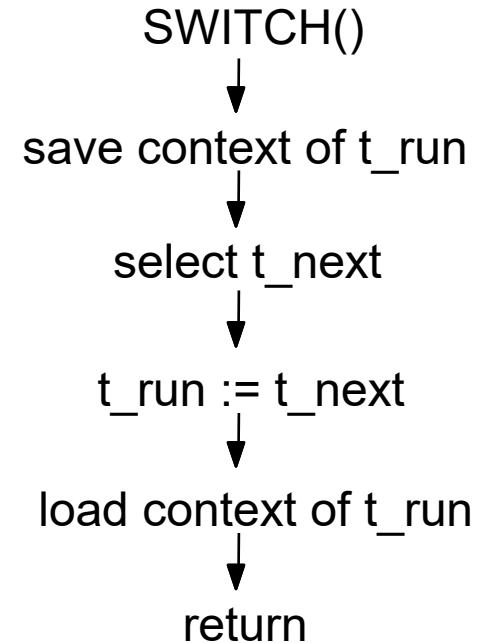 SWITCH()
save context of t_run
select t_next
t_run := t_next
load context of t_run
return